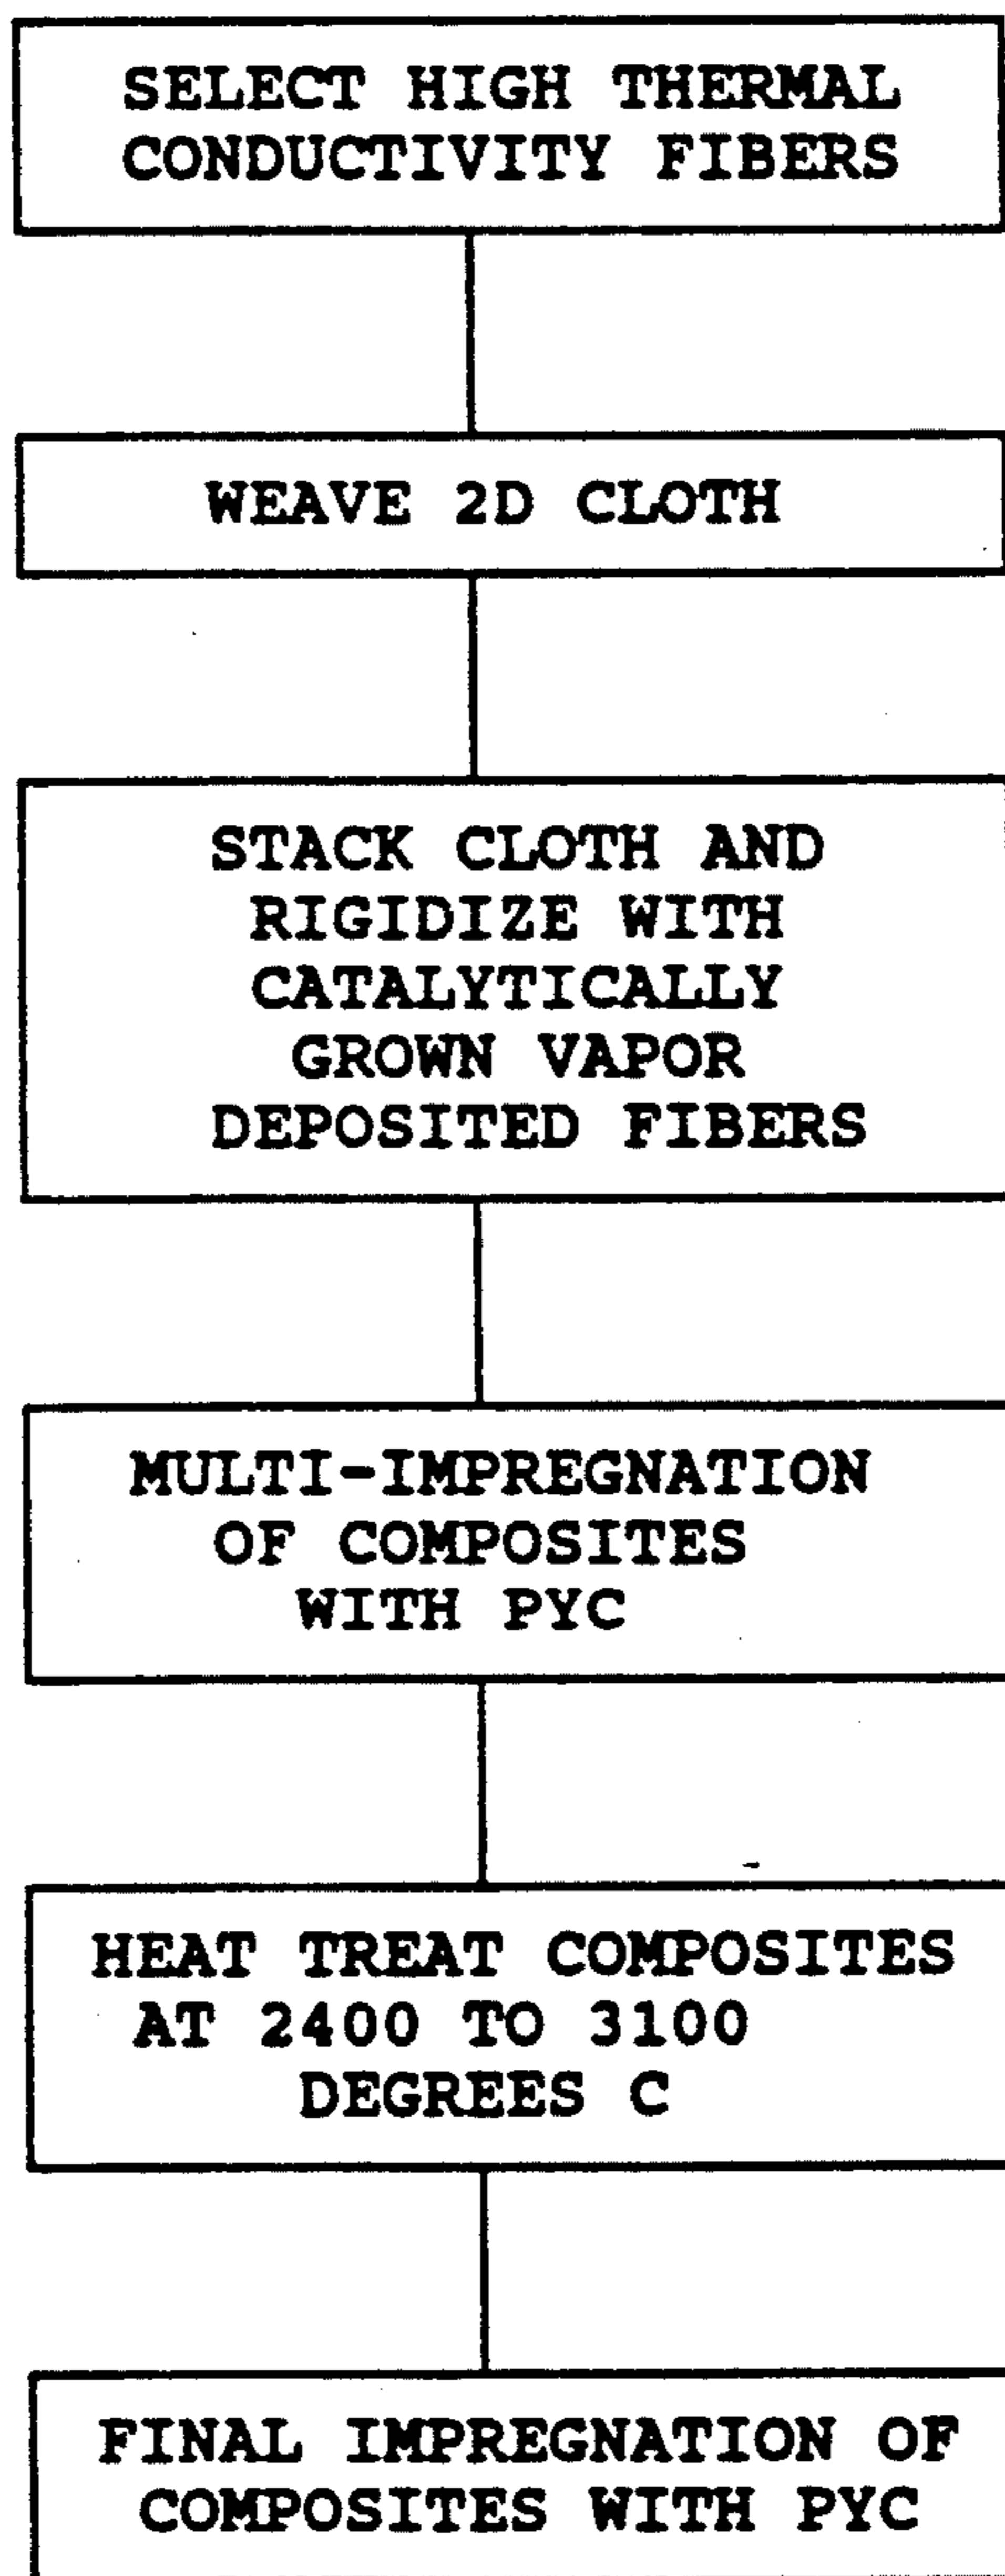 SELECT HIGH THERMAL
CONDUCTIVITY FIBERS
WEAVE 2D CLOTH
STACK CLOTH AND
RIGIDIZE WITH
CATALYTICALLY
GROWN VAPOR
DEPOSITED FIBERS
MULTI-IMPREGNATION
OF COMPOSITES
WITH PYC
HEAT TREAT COMPOSITES
AT 2400 TO 3100
DEGREES C
FINAL IMPREGNATION OF
COMPOSITES WITH PYC